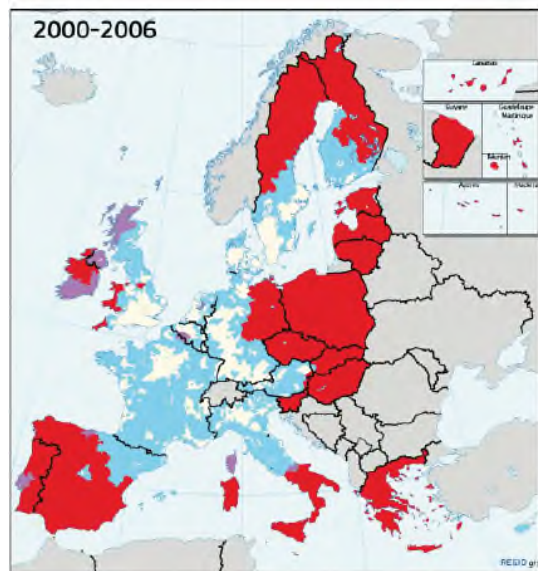 2000-2006
Canarias
Guyane
Guadeloupe
Martinique
Réunion
Açores
Madeira
REGIO